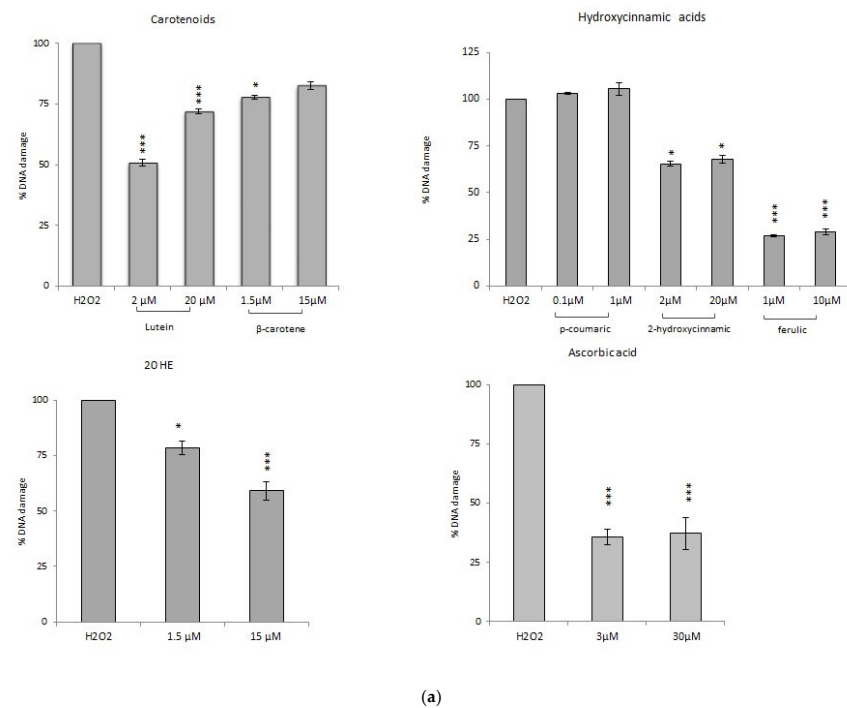 Carotenoids
100
75
50
25
0
% DNA damage
***
***
*
H2O2 2 µM 20 µM 1.5µM 15µM
Lutein β-carotene
Hydroxycinnamic acids
125
100
75
50
25
0
% DNA damage
*
*
***
***
H2O2 0.1µM 1µM 2µM 20µM 1µM 10µM
p-coumaric 2-hydroxycinnamic ferulic
20 HE
100
75
50
25
0
% DNA damage
*
***
H2O2 1.5 µM 15 µM
Ascorbic acid
100
75
50
25
0
% DNA damage
***
***
H2O2 3µM 30µM
(a)